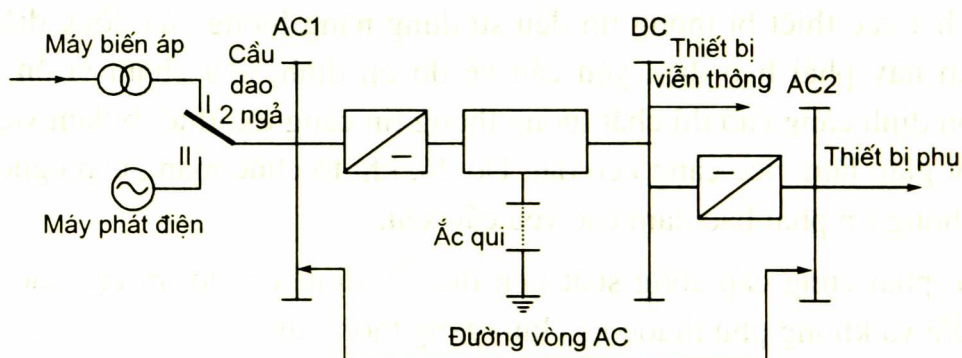 Máy biến áp
AC1
Cầu
dao
2 ngả
Máy phát điện
Ắc qui
DC
Thiết bị
viễn thông
AC2
Thiết bị phụ
Đường vòng AC